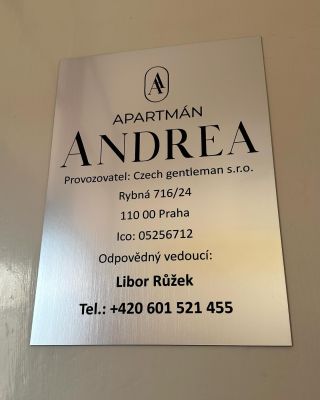 APARTMÁN
ANDREA
Provozovatel: Czech gentleman s.r.o.
Rybná 716/24
110 00 Praha
Ico: 05256712
Odpovědný vedoucí:
Libor Růžek
Tel.: +420 601 521 455